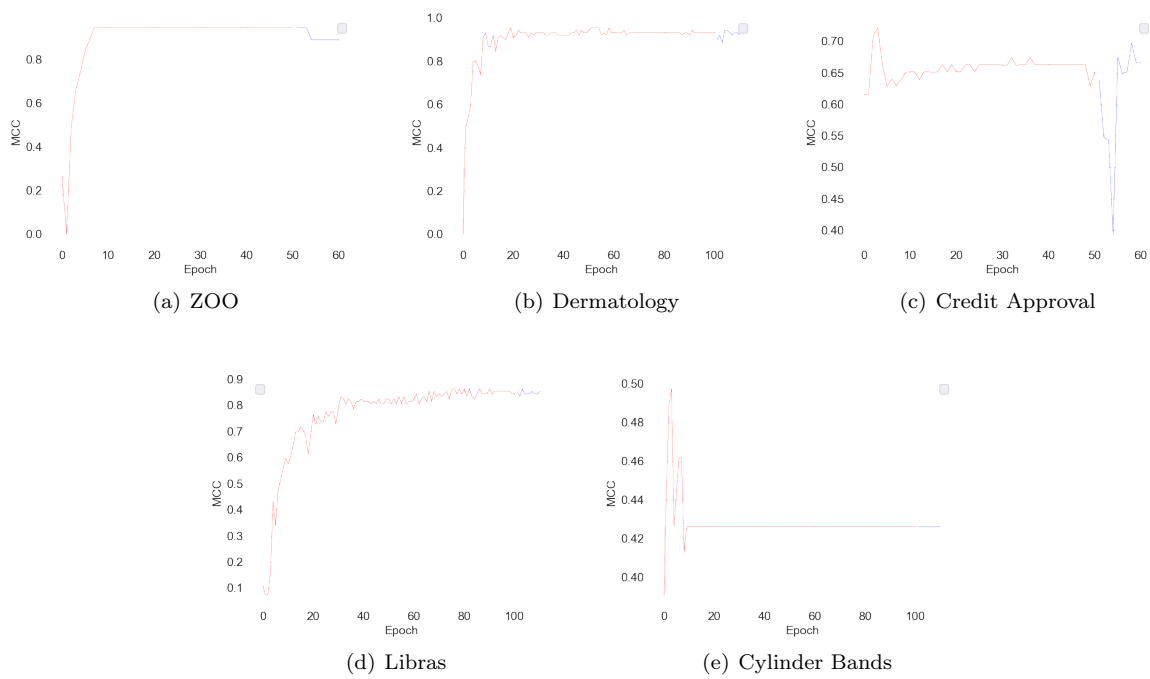 MCC
0.8
0.6
0.4
0.2
0.0
0 10 20 30 40 50 60
Epoch
(a) ZOO
MCC
1.0
0.8
0.6
0.4
0.2
0.0
0 20 40 60 80 100
Epoch
(b) Dermatology
MCC
0.70
0.65
0.60
0.55
0.50
0.45
0.40
0 10 20 30 40 50 60
Epoch
(c) Credit Approval
MCC
0.9
0.8
0.7
0.6
0.5
0.4
0.3
0.2
0.1
0 20 40 60 80 100
Epoch
(d) Libras
MCC
0.50
0.48
0.46
0.44
0.42
0.40
0 20 40 60 80 100
Epoch
(e) Cylinder Bands